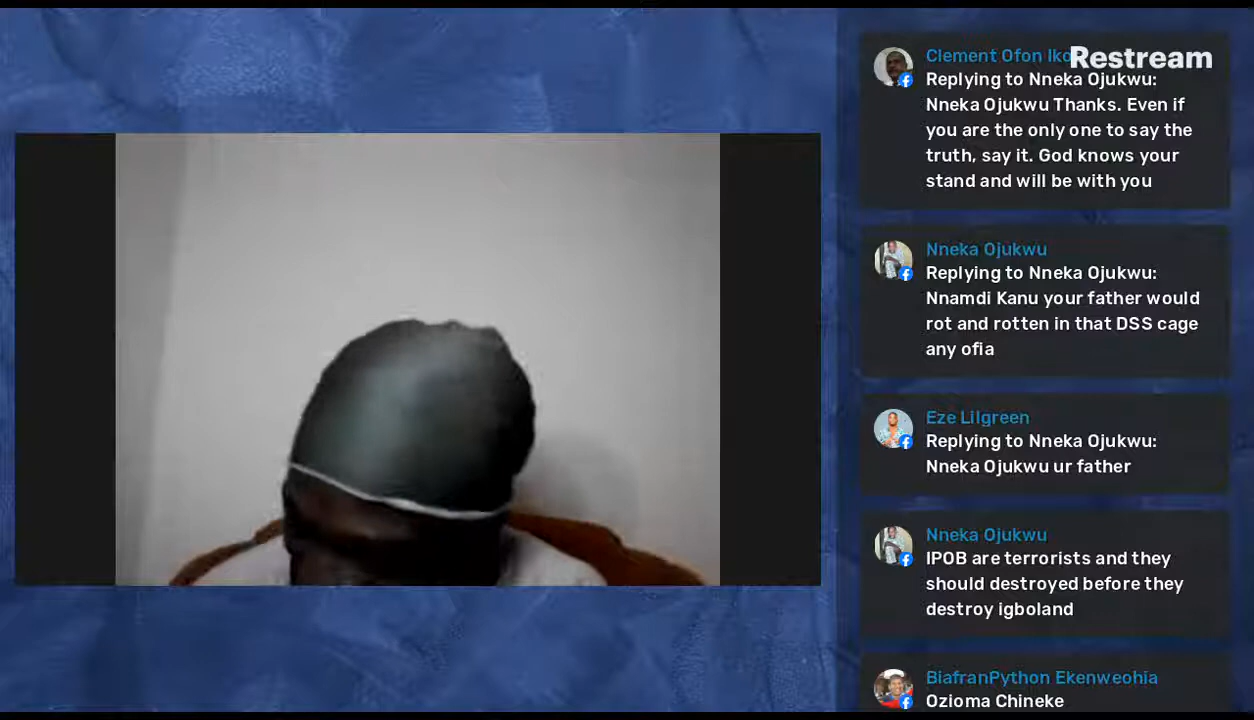 Clement Ofon Iko
Restream
Replying to Nneka Ojukwu:
Nneka Ojukwu Thanks. Even if
you are the only one to say the
truth, say it. God knows your
stand and will be with you
Nneka Ojukwu
Replying to Nneka Ojukwu:
Nnamdi Kanu your father would
rot and rotten in that DSS cage
any ofia
Eze Lilgreen
Replying to Nneka Ojukwu:
Nneka Ojukwu ur father
Nneka Ojukwu
IPOB are terrorists and they
should destroyed before they
destroy igboland
BiafranPython Ekenweohia
Ozioma Chineke